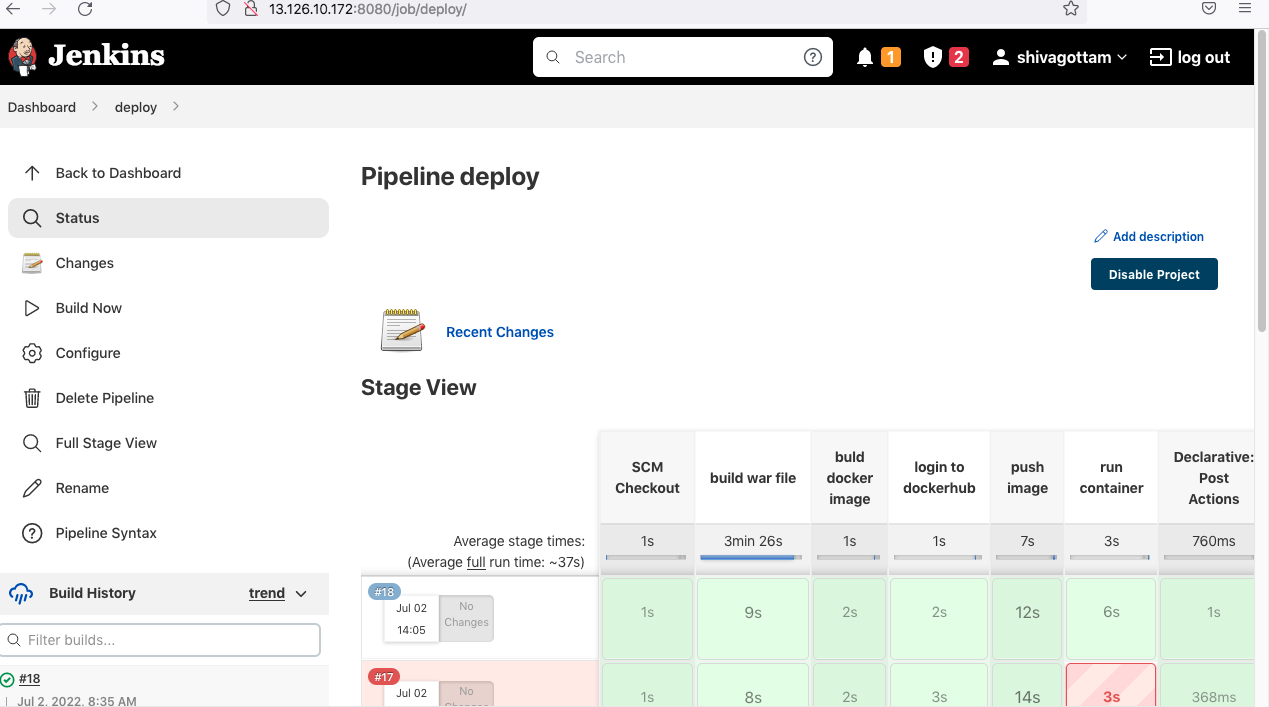 13.126.10.172:8080/job/deploy/
Jenkins
Search
1
2
shivagottam
log out
Dashboard
deploy
Back to Dashboard
Status
Changes
Build Now
Configure
Delete Pipeline
Full Stage View
Rename
Pipeline Syntax
Build History
trend
Filter builds...
#18
Jul 2, 2022, 8:35 AM
Pipeline deploy
Add description
Disable Project
Recent Changes
Stage View
SCM Checkout
build war file
buld docker image
login to dockerhub
push image
run container
Declarative: Post Actions
Average stage times:
1s 3min 26s 1s 1s 7s 3s 760ms
(Average full run time: ~37s)
#18
Jul 02
14:05
No Changes
1s 9s 2s 2s 12s 6s 1s
#17
Jul 02
No Changes
1s 8s 2s 3s 14s 3s 368ms